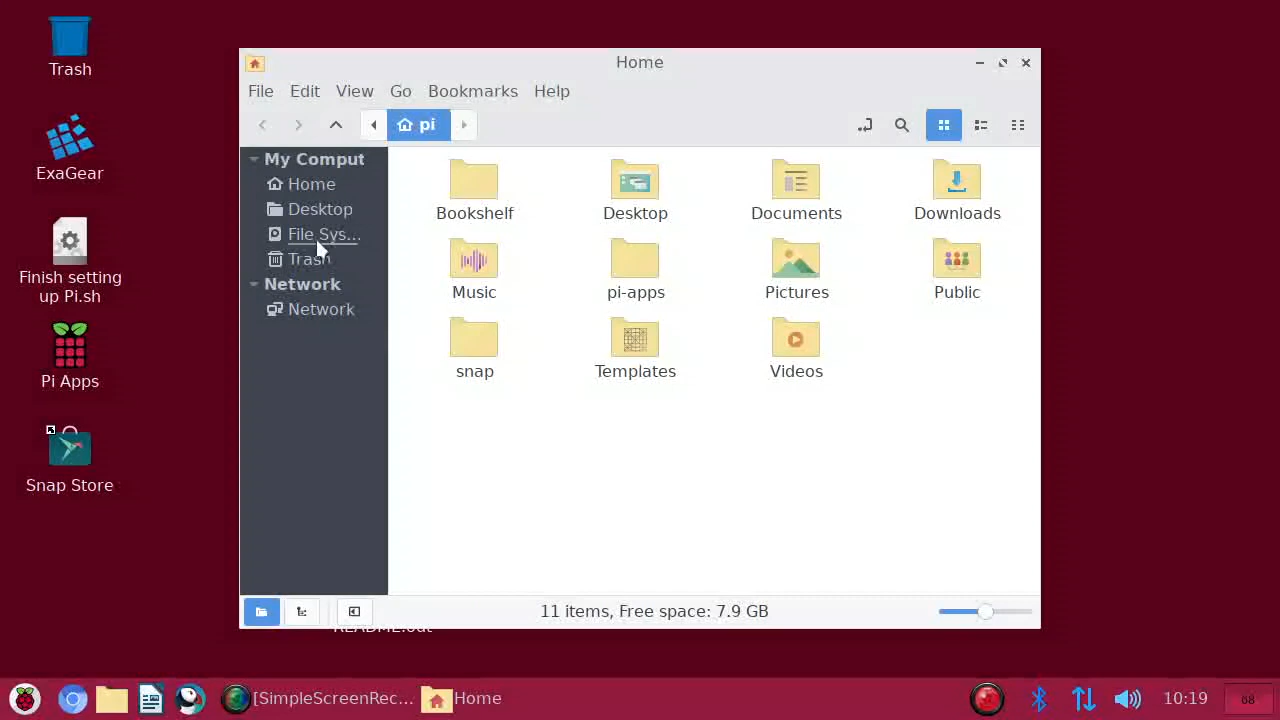 Trash
ExaGear
Finish setting
up Pi.sh
Pi Apps
Snap Store
Home
File Edit View Go Bookmarks Help
pi
My Comput
Home
Desktop
File Sys...
Trash
Network
Network
Bookshelf Desktop Documents Downloads
Music pi-apps Pictures Public
snap Templates Videos
11 items, Free space: 7.9 GB
[SimpleScreenRec... Home 10:19